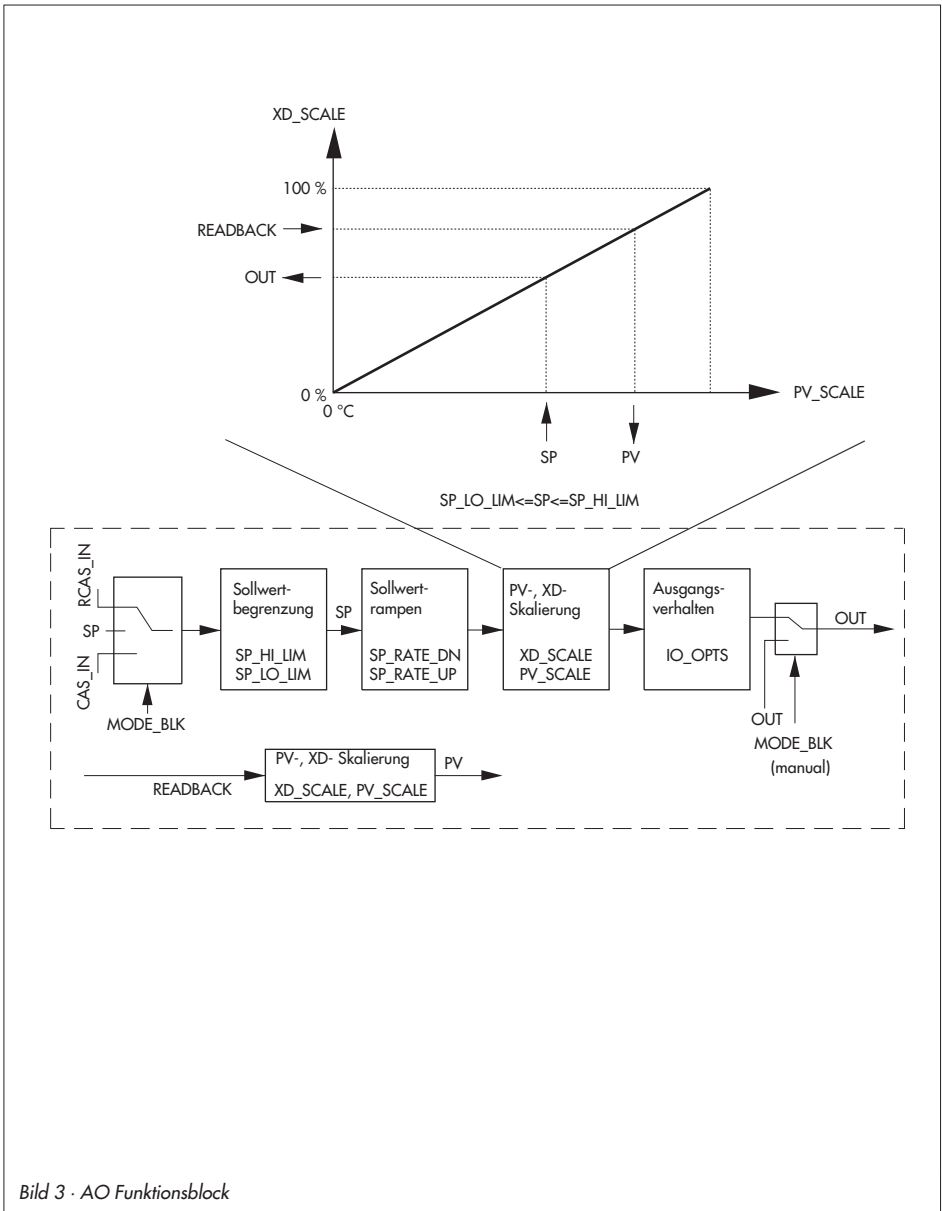 XD_SCALE
100 %
READBACK
OUT
0 %
0 °C
PV_SCALE
SP
PV
SP_LO_LIM<=SP<=SP_HI_LIM
RCAS_IN
SP
CAS_IN
MODE_BLK
Sollwert-
begrenzung
SP_HI_LIM
SP_LO_LIM
SP
Sollwert-
rampen
SP_RATE_DN
SP_RATE_UP
PV-, XD-
Skalierung
XD_SCALE
PV_SCALE
Ausgangs-
verhalten
IO_OPTS
OUT
OUT
MODE_BLK
(manual)
READBACK
PV-, XD- Skalierung
XD_SCALE, PV_SCALE
PV
Bild 3 · AO Funktionsblock